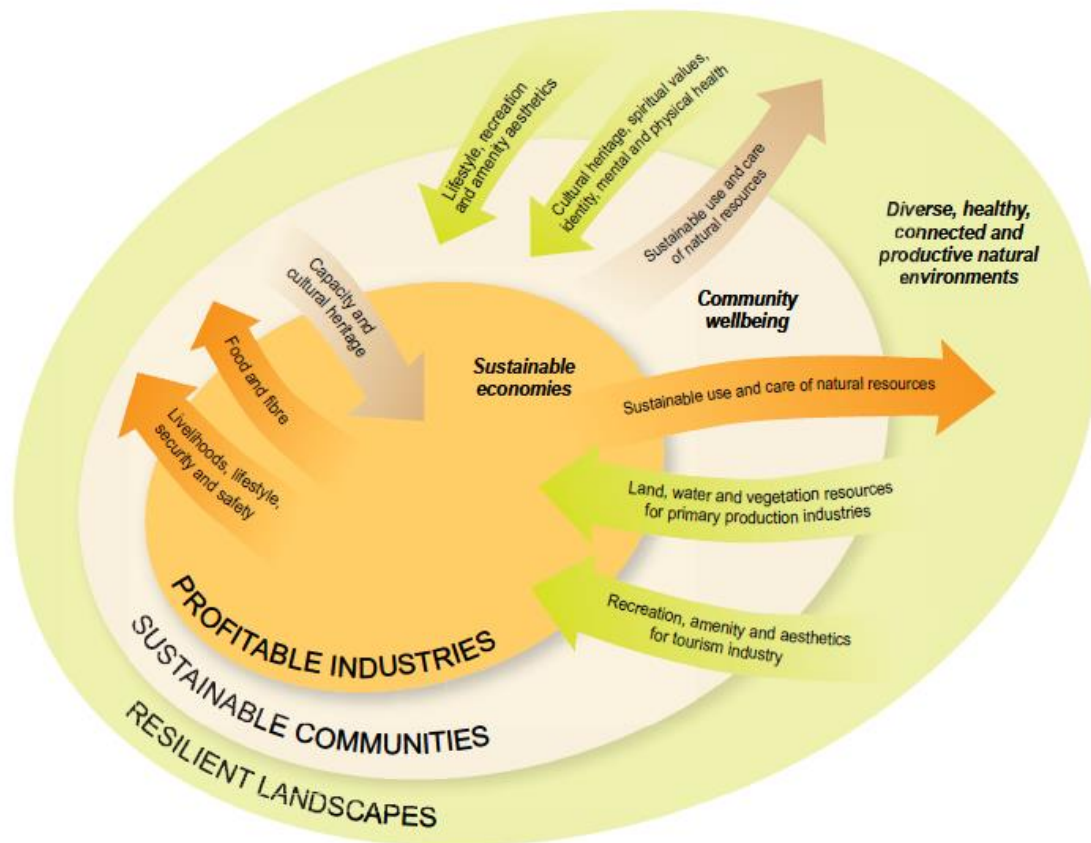 Lifestyle, recreation
and amenity aesthetics
Cultural heritage, spiritual values,
identity, mental and physical health
Sustainable use and care
of natural resources
Diverse, healthy,
connected and
productive natural
environments
Capacity and
cultural heritage
Community
wellbeing
Food and fibre
Sustainable
economies
Sustainable use and care of natural resources
Livelihoods, lifestyle,
security and safety
Land, water and vegetation resources
for primary production industries
Recreation, amenity and aesthetics
for tourism industry
PROFITABLE INDUSTRIES
SUSTAINABLE COMMUNITIES
RESILIENT LANDSCAPES